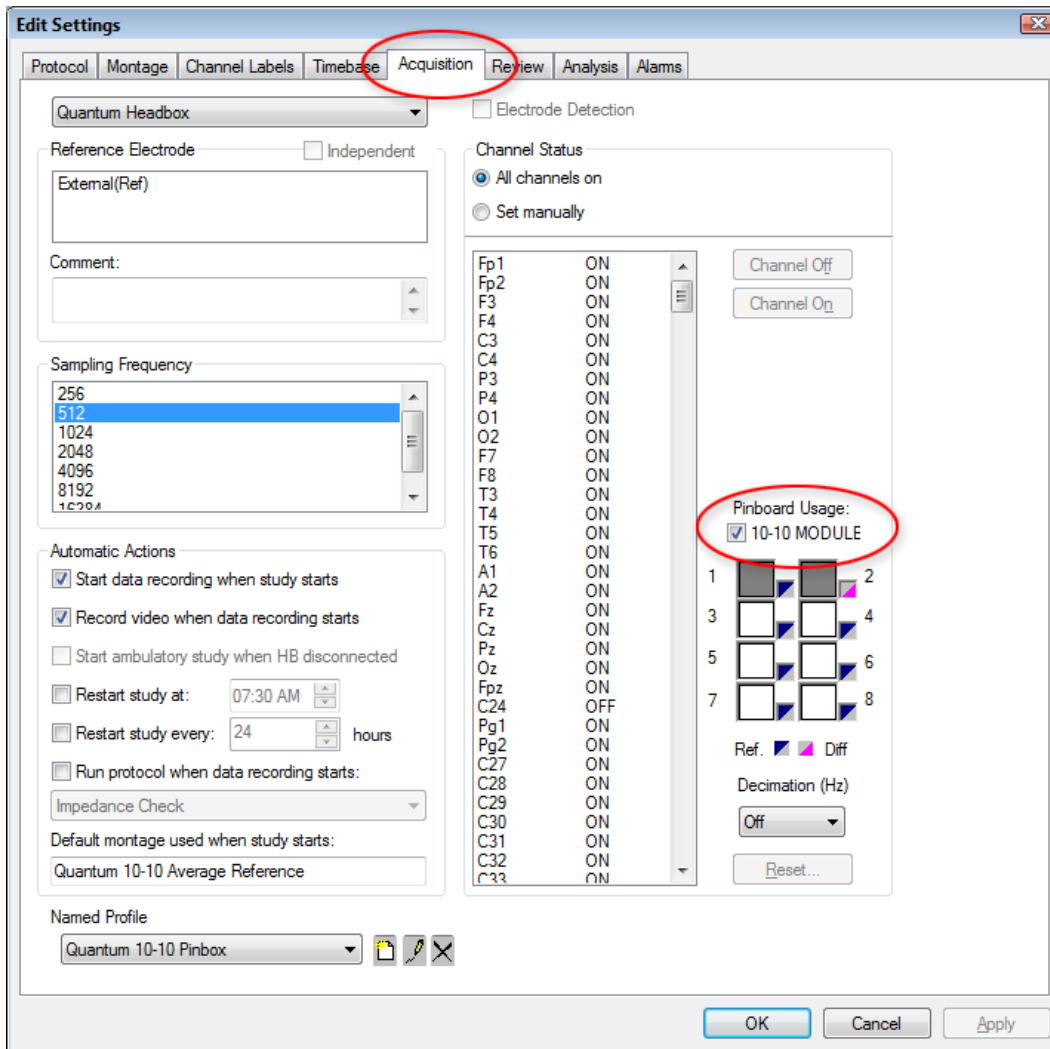 Edit Settings
Protocol Montage Channel Labels Timebase Acquisition Review Analysis Alarms
Quantum Headbox
Electrode Detection
Reference Electrode
Independent
External(Ref)
Comment:
Sampling Frequency
256
512
1024
2048
4096
8192
16384
Automatic Actions
Start data recording when study starts
Record video when data recording starts
Start ambulatory study when HB disconnected
Restart study at: 07:30 AM
Restart study every: 24 hours
Run protocol when data recording starts:
Impedance Check
Default montage used when study starts:
Quantum 10-10 Average Reference
Named Profile
Quantum 10-10 Pinbox
Channel Status
All channels on
Set manually
Fp1 ON
Fp2 ON
F3 ON
F4 ON
C3 ON
C4 ON
P3 ON
P4 ON
O1 ON
O2 ON
F7 ON
F8 ON
T3 ON
T4 ON
T5 ON
T6 ON
A1 ON
A2 ON
Fz ON
Cz ON
Pz ON
Oz ON
Fpz ON
C24 OFF
Pg1 ON
Pg2 ON
C27 ON
C28 ON
C29 ON
C30 ON
C31 ON
C32 ON
C33 ON
Channel Off
Channel On
Pinboard Usage:
10-10 MODULE
1 2
3 4
5 6
7 8
Ref. Diff
Decimation (Hz)
Off
Reset...
OK Cancel Apply